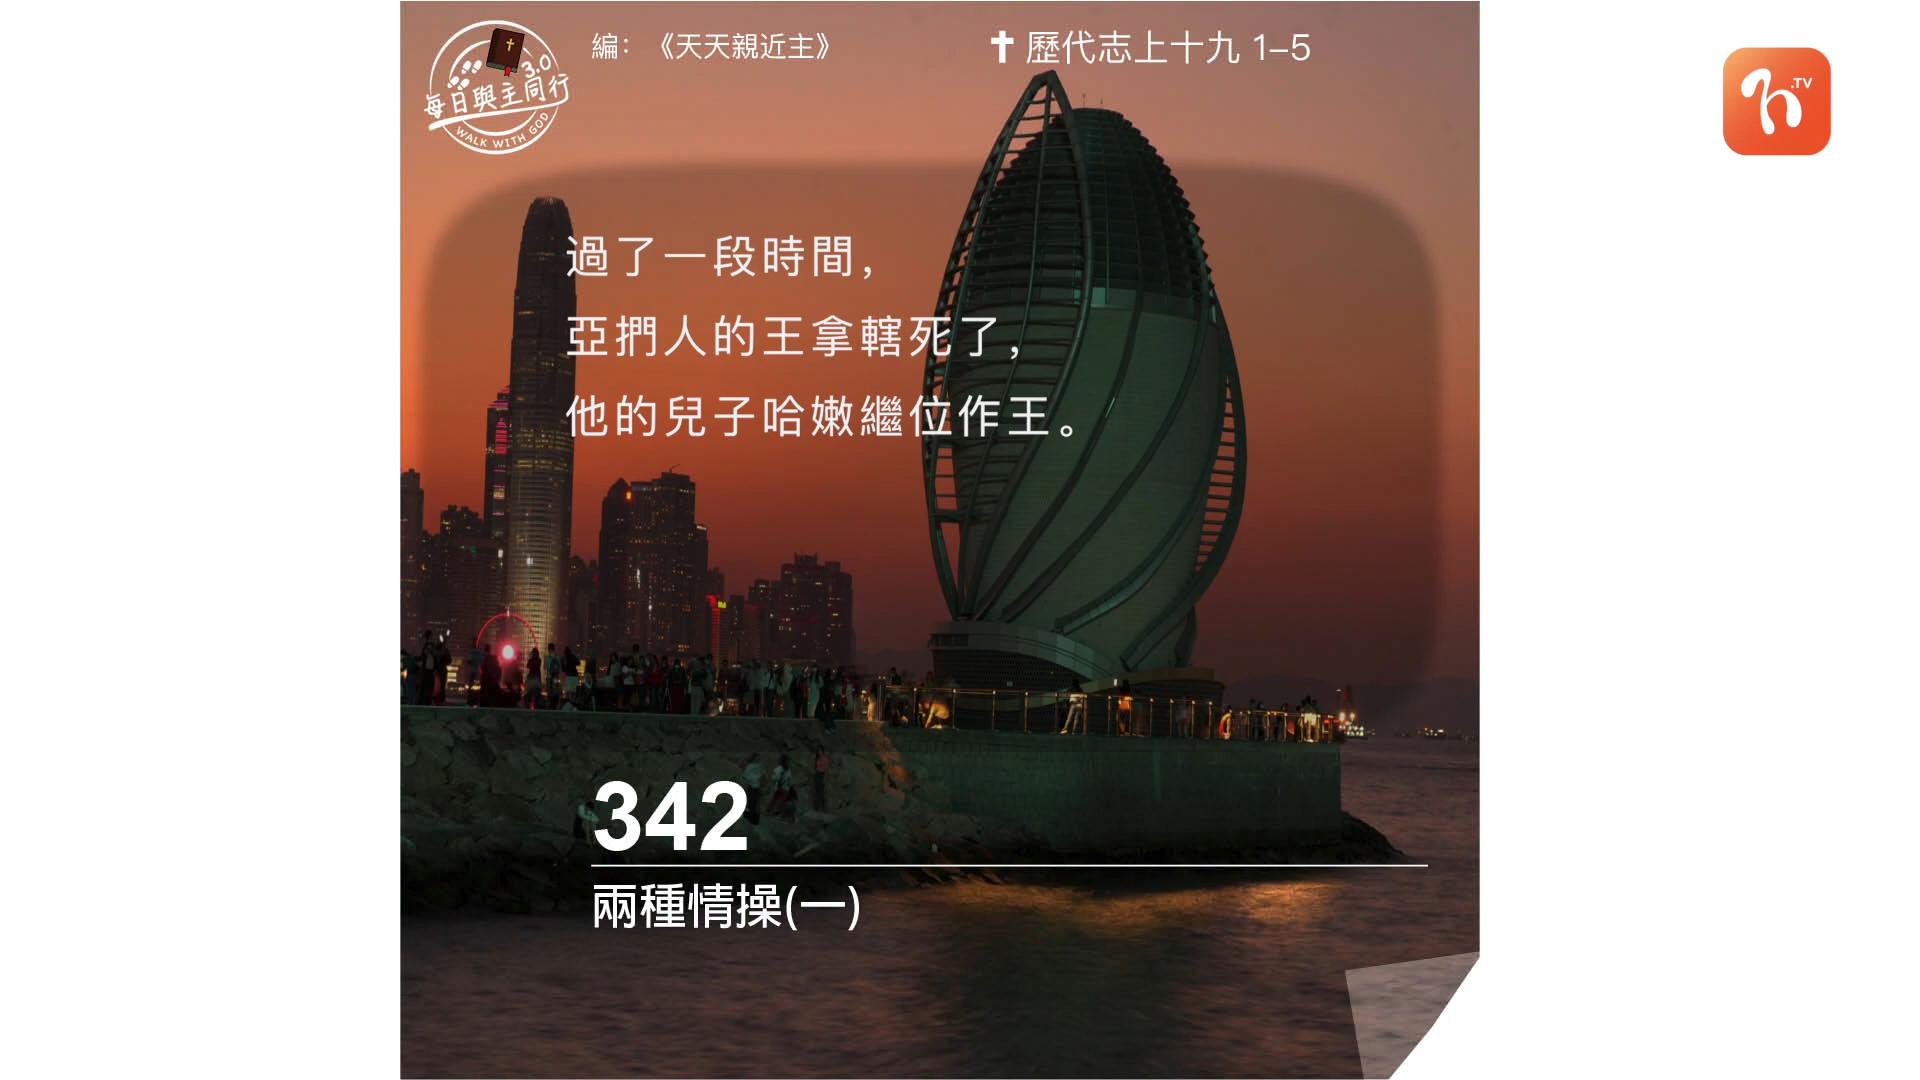 3.0
每日與主同行
WALK WITH GOD
編：《天天親近主》
歷代志上十九 1–5
h.TV
過了一段時間，
亞捫人的王拿轄死了，
他的兒子哈嫩繼位作王。
342
兩種情操(一)